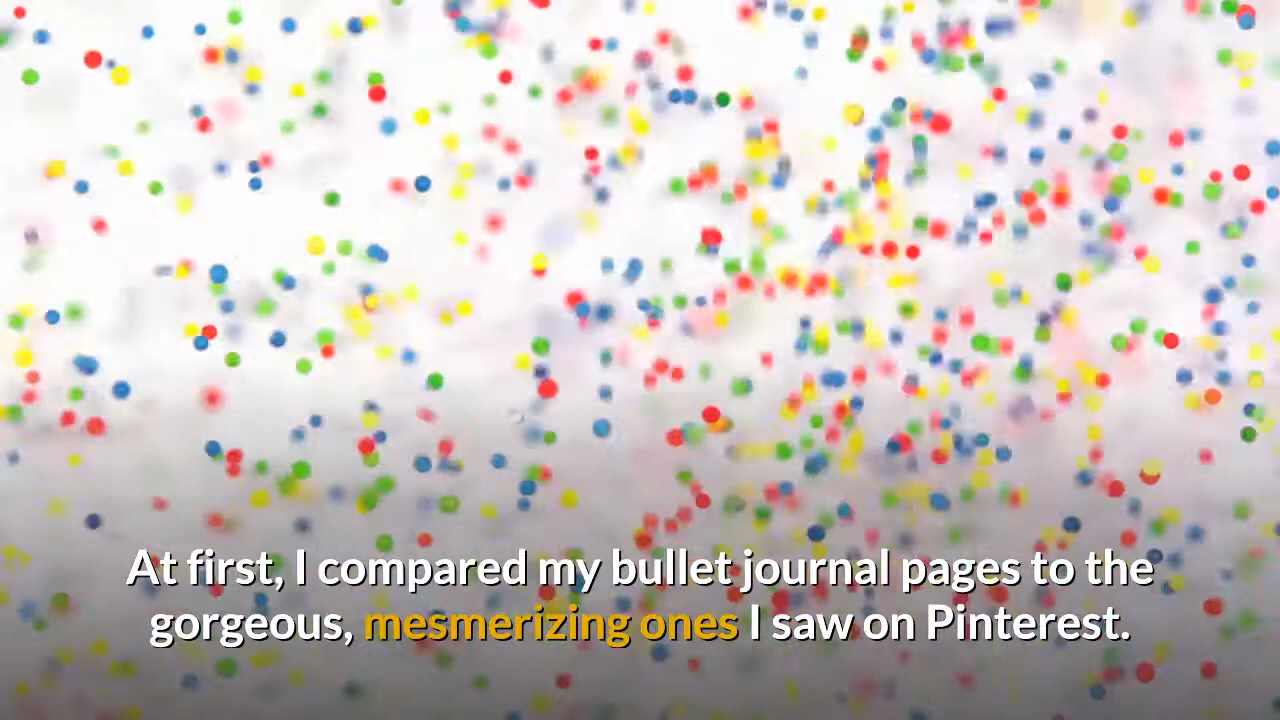 At first, I compared my bullet journal pages to the
gorgeous, mesmerizing ones I saw on Pinterest.